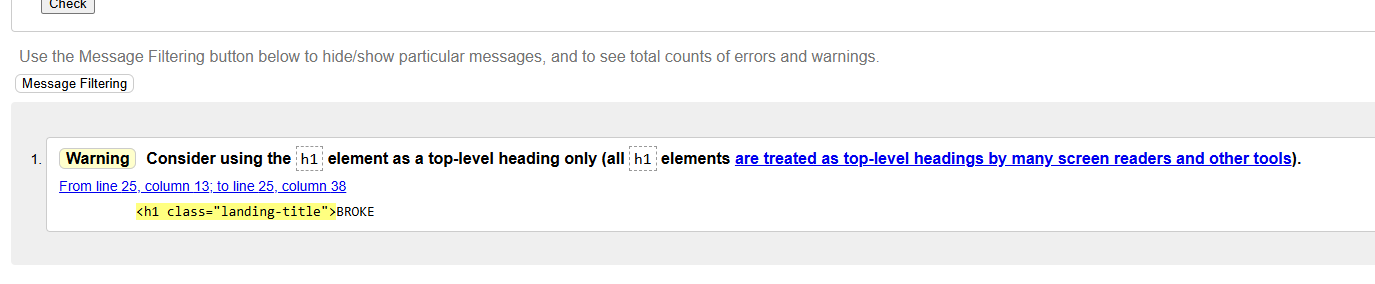 Check
Use the Message Filtering button below to hide/show particular messages, and to see total counts of errors and warnings.
Message Filtering
1. Warning Consider using the h1 element as a top-level heading only (all h1 elements are treated as top-level headings by many screen readers and other tools).
From line 25, column 13; to line 25, column 38
<h1 class="landing-title">BROKE